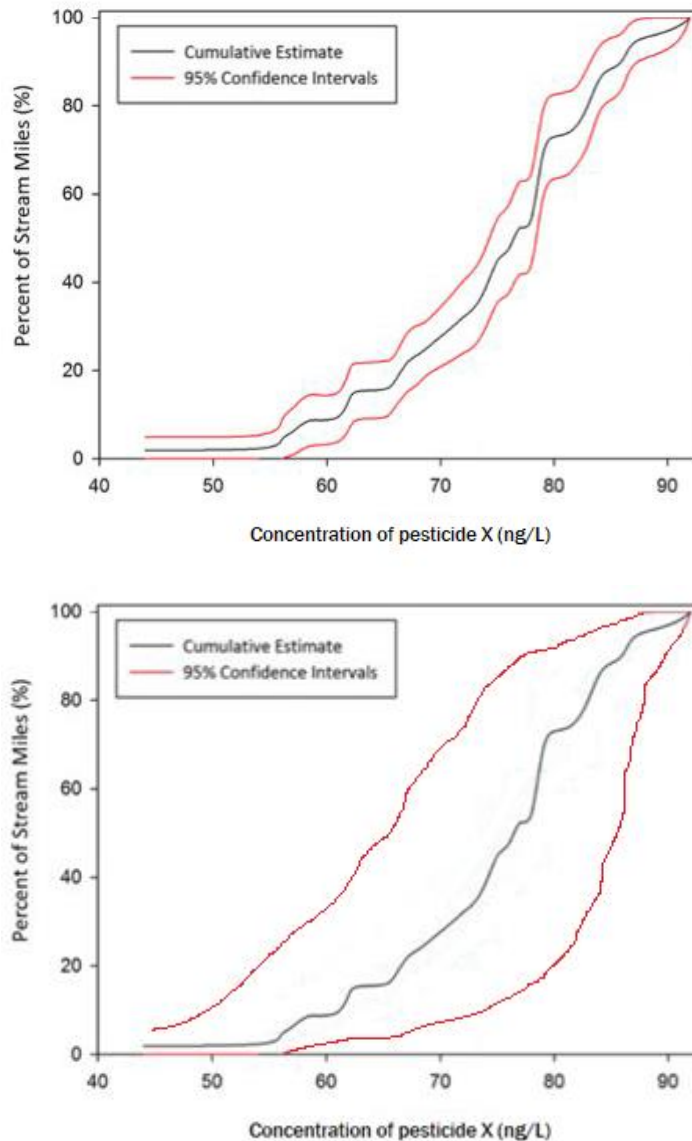 100
80
60
40
20
0
Percent of Stream Miles (%)
Cumulative Estimate
95% Confidence Intervals
40 50 60 70 80 90
Concentration of pesticide X (ng/L)
100
80
60
40
20
0
Percent of Stream Miles (%)
Cumulative Estimate
95% Confidence Intervals
40 50 60 70 80 90
Concentration of pesticide X (ng/L)